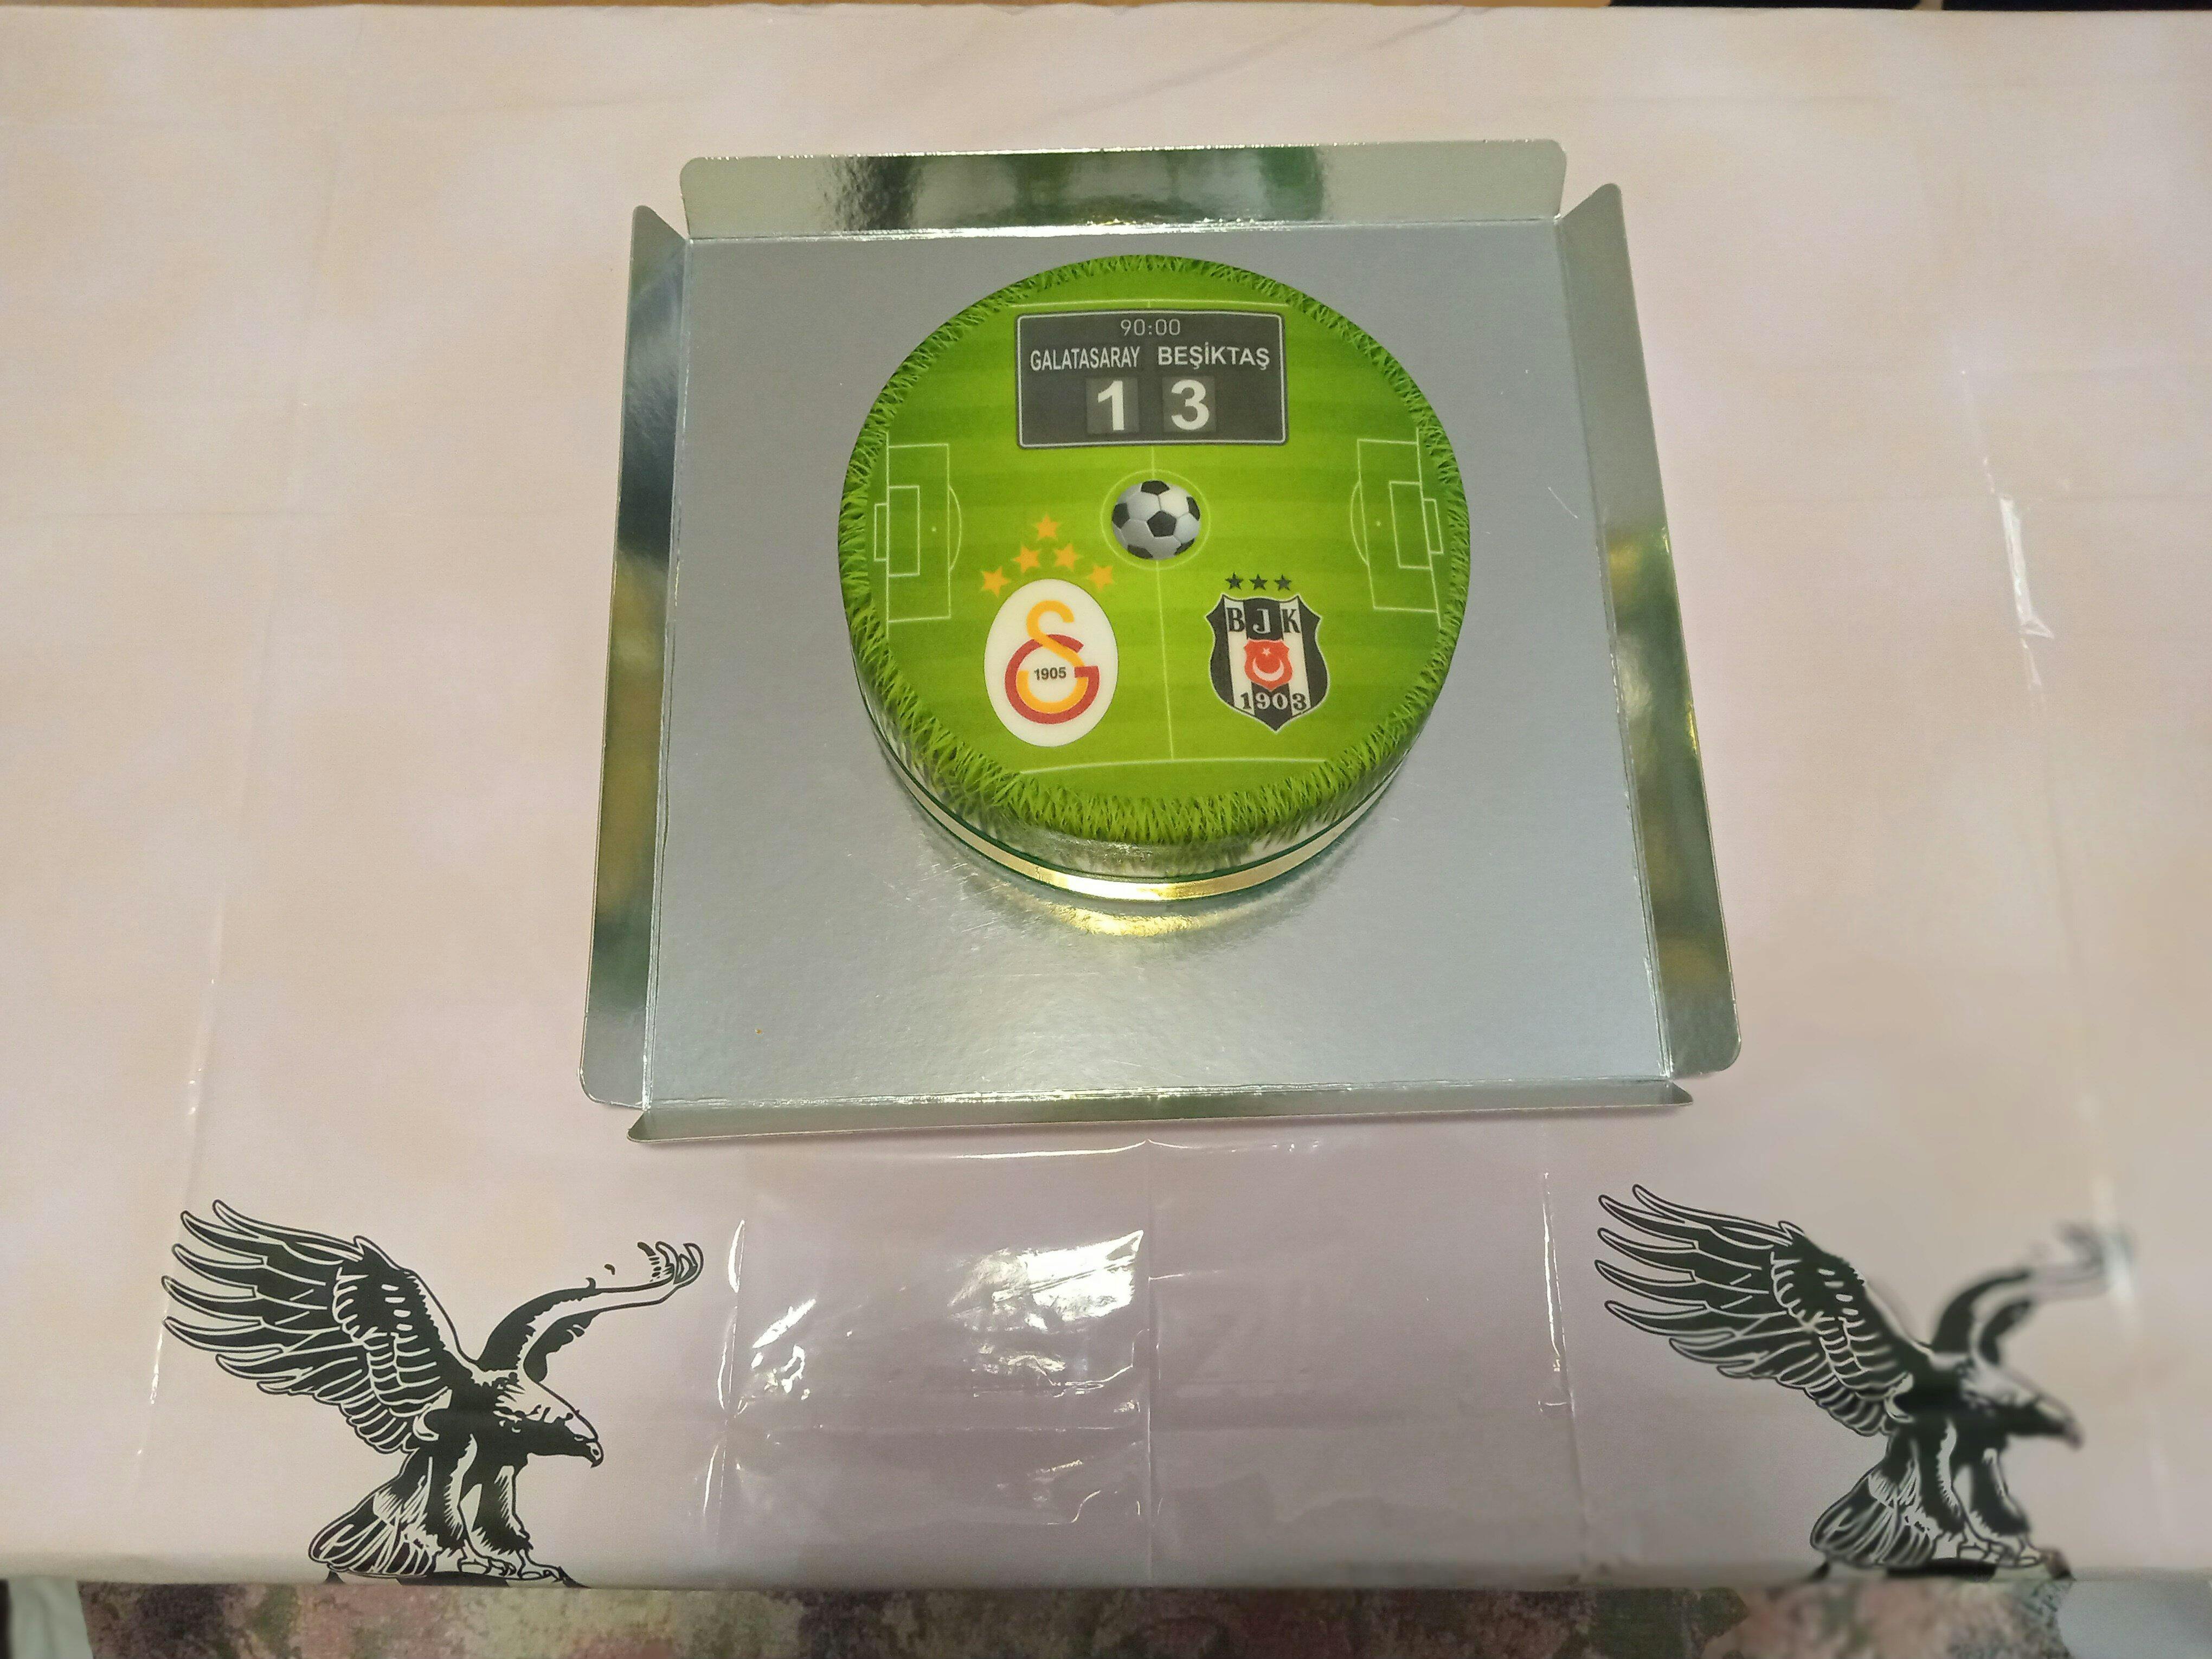 90:00
GALATASARAY BEŞİKTAŞ
1 3
1905
BJK
1903